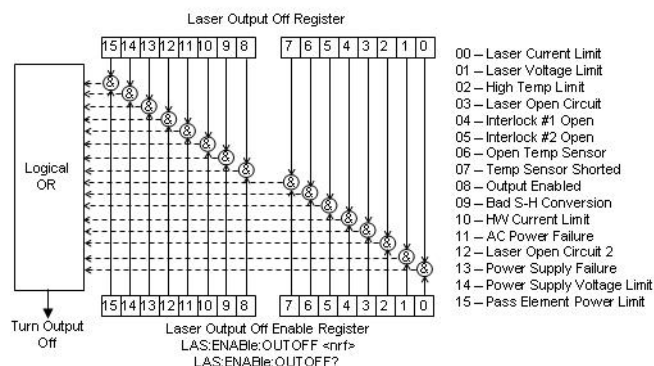 Laser Output Off Register
15 14 13 12 11 10 9 8 7 6 5 4 3 2 1 0
& & & & & & & & & & & & & & & &
Logical
OR
Turn Output
Off
15 14 13 12 11 10 9 8 7 6 5 4 3 2 1 0
Laser Output Off Enable Register
LAS:ENABle:OUTOFF <nrf>
LAS:ENABle:OUTOFF?
00 – Laser Current Limit
01 – Laser Voltage Limit
02 – High Temp Limit
03 – Laser Open Circuit
04 – Interlock #1 Open
05 – Interlock #2 Open
06 – Open Temp Sensor
07 – Temp Sensor Shorted
08 – Output Enabled
09 – Bad S-H Conversion
10 – HW Current Limit
11 – AC Power Failure
12 – Laser Open Circuit 2
13 – Power Supply Failure
14 – Power Supply Voltage Limit
15 – Pass Element Power Limit